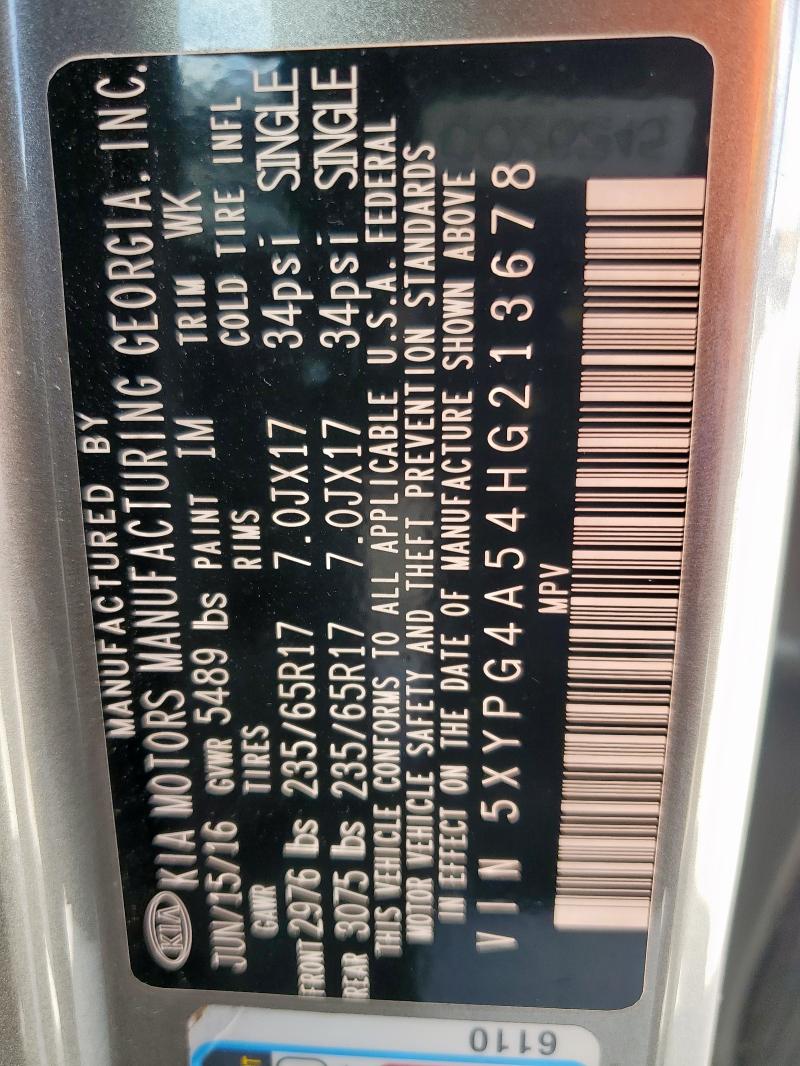 MANUFACTURED BY
KIA KIA MOTORS MANUFACTURING GEORGIA, INC.
JUN/15/16 GVWR 5489 lbs PAINT IM TRIM WK
GAWR TIRES RIMS COLD TIRE INFL
FRONT 2976 lbs 235/65R17 7.0JX17 34psi SINGLE
REAR 3075 lbs 235/65R17 7.0JX17 34psi SINGLE
THIS VEHICLE CONFORMS TO ALL APPLICABLE U.S.A. FEDERAL
MOTOR VEHICLE SAFETY AND THEFT PREVENTION STANDARDS
IN EFFECT ON THE DATE OF MANUFACTURE SHOWN ABOVE
VIN 5XYPG4A54HG213678
MPV
6110